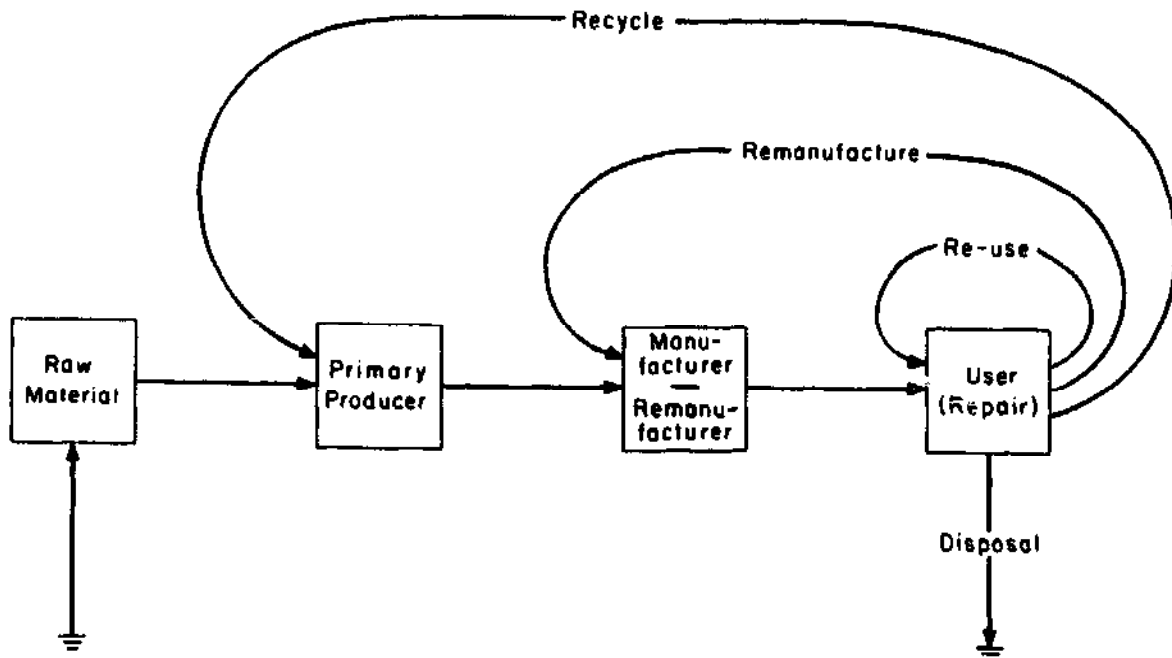 Recycle
Remanufacture
Re-use
Raw
Material
Primary
Producer
Manu-
facturer
Remanu-
facturer
User
(Repair)
Disposal